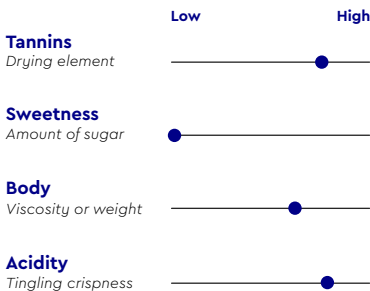 Low High
Tannins
Drying element
Sweetness
Amount of sugar
Body
Viscosity or weight
Acidity
Tingling crispness